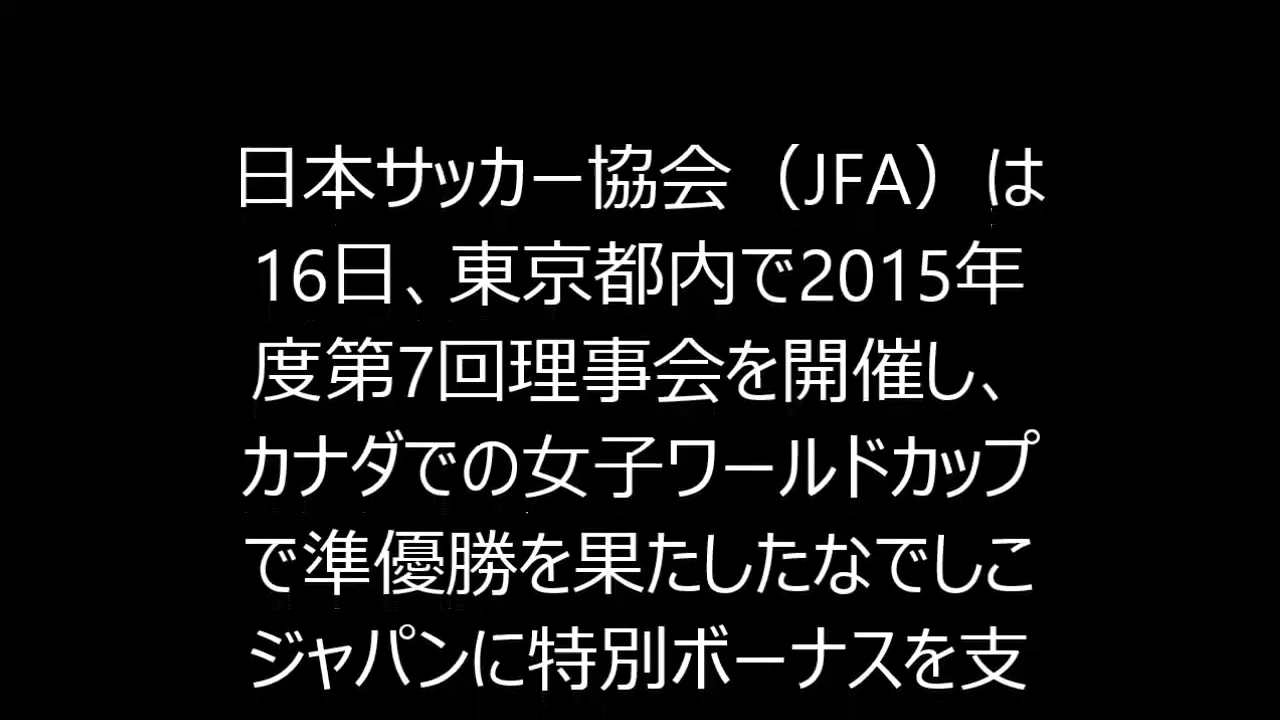 日本サッカー協会（JFA）は
16日、東京都内で2015年
度第7回理事会を開催し、
カナダでの女子ワールドカップ
で準優勝を果たしたなでしこ
ジャパンに特別ボーナスを支